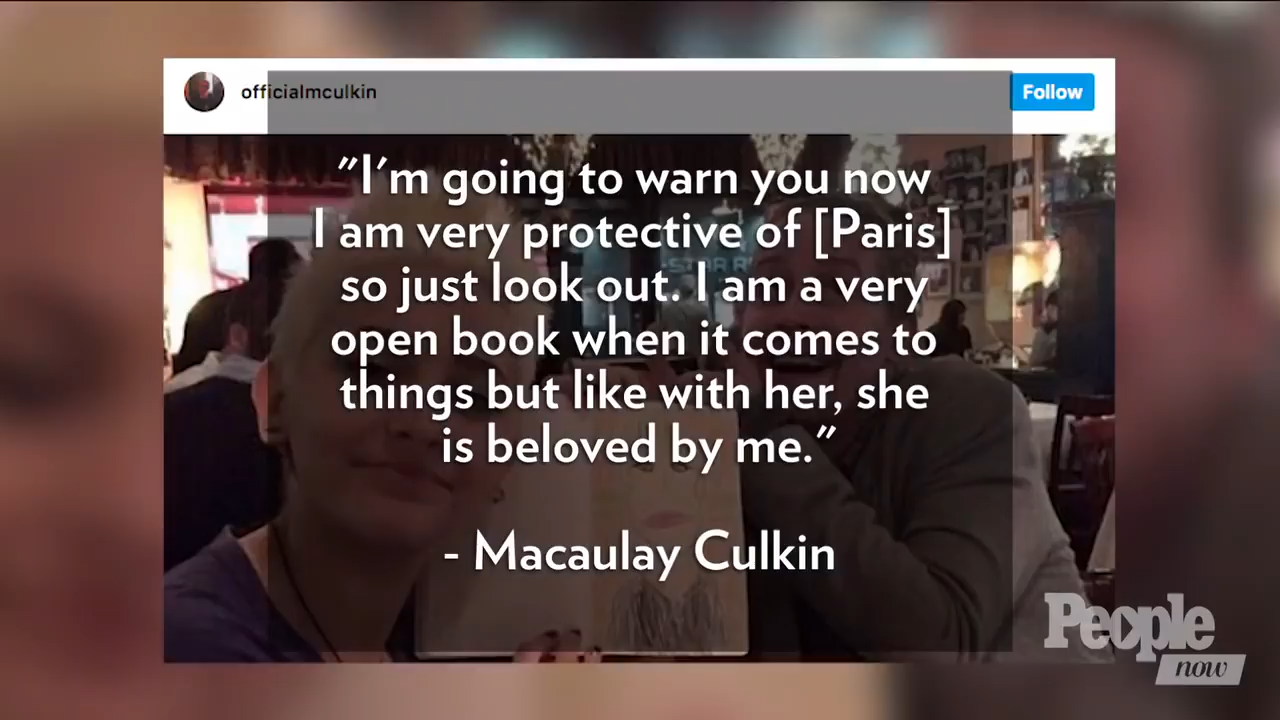 officialmculkin
Follow
"I'm going to warn you now
I am very protective of [Paris]
so just look out. I am a very
open book when it comes to
things but like with her, she
is beloved by me."
- Macaulay Culkin
People
now